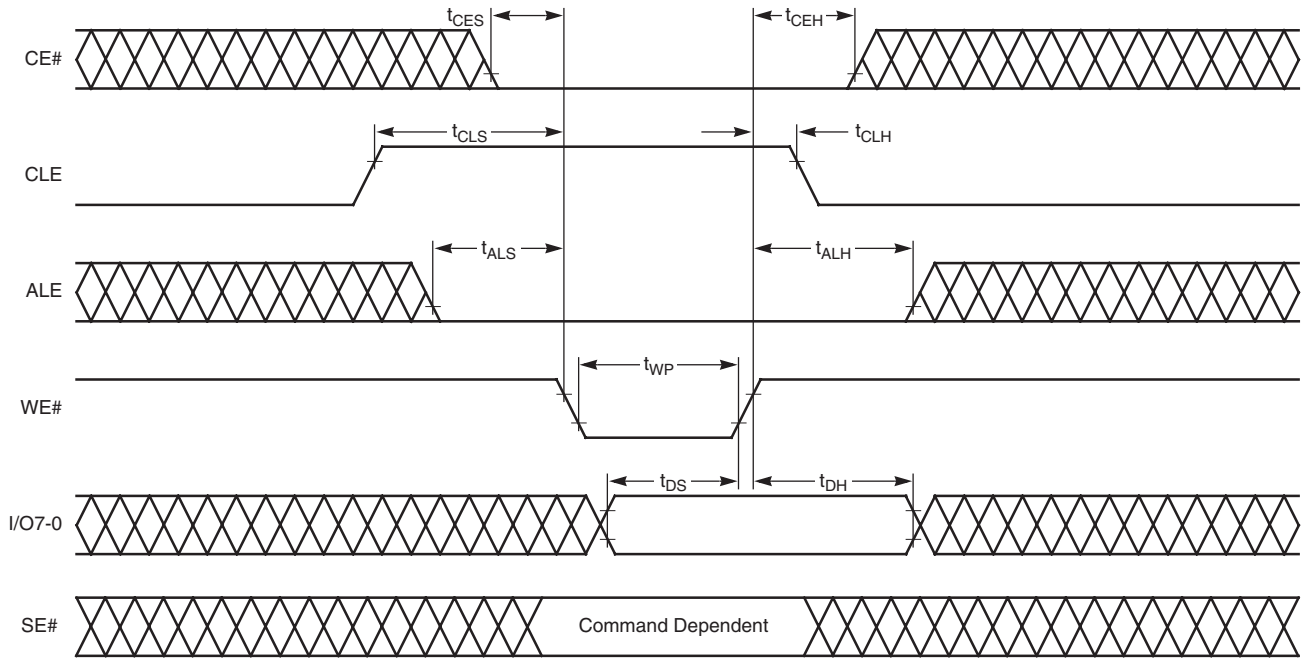 tCES
tCEH
CE#
tCLS
tCLH
CLE
tALS
tALH
ALE
tWP
WE#
tDS
tDH
I/O7-0
SE#
Command Dependent